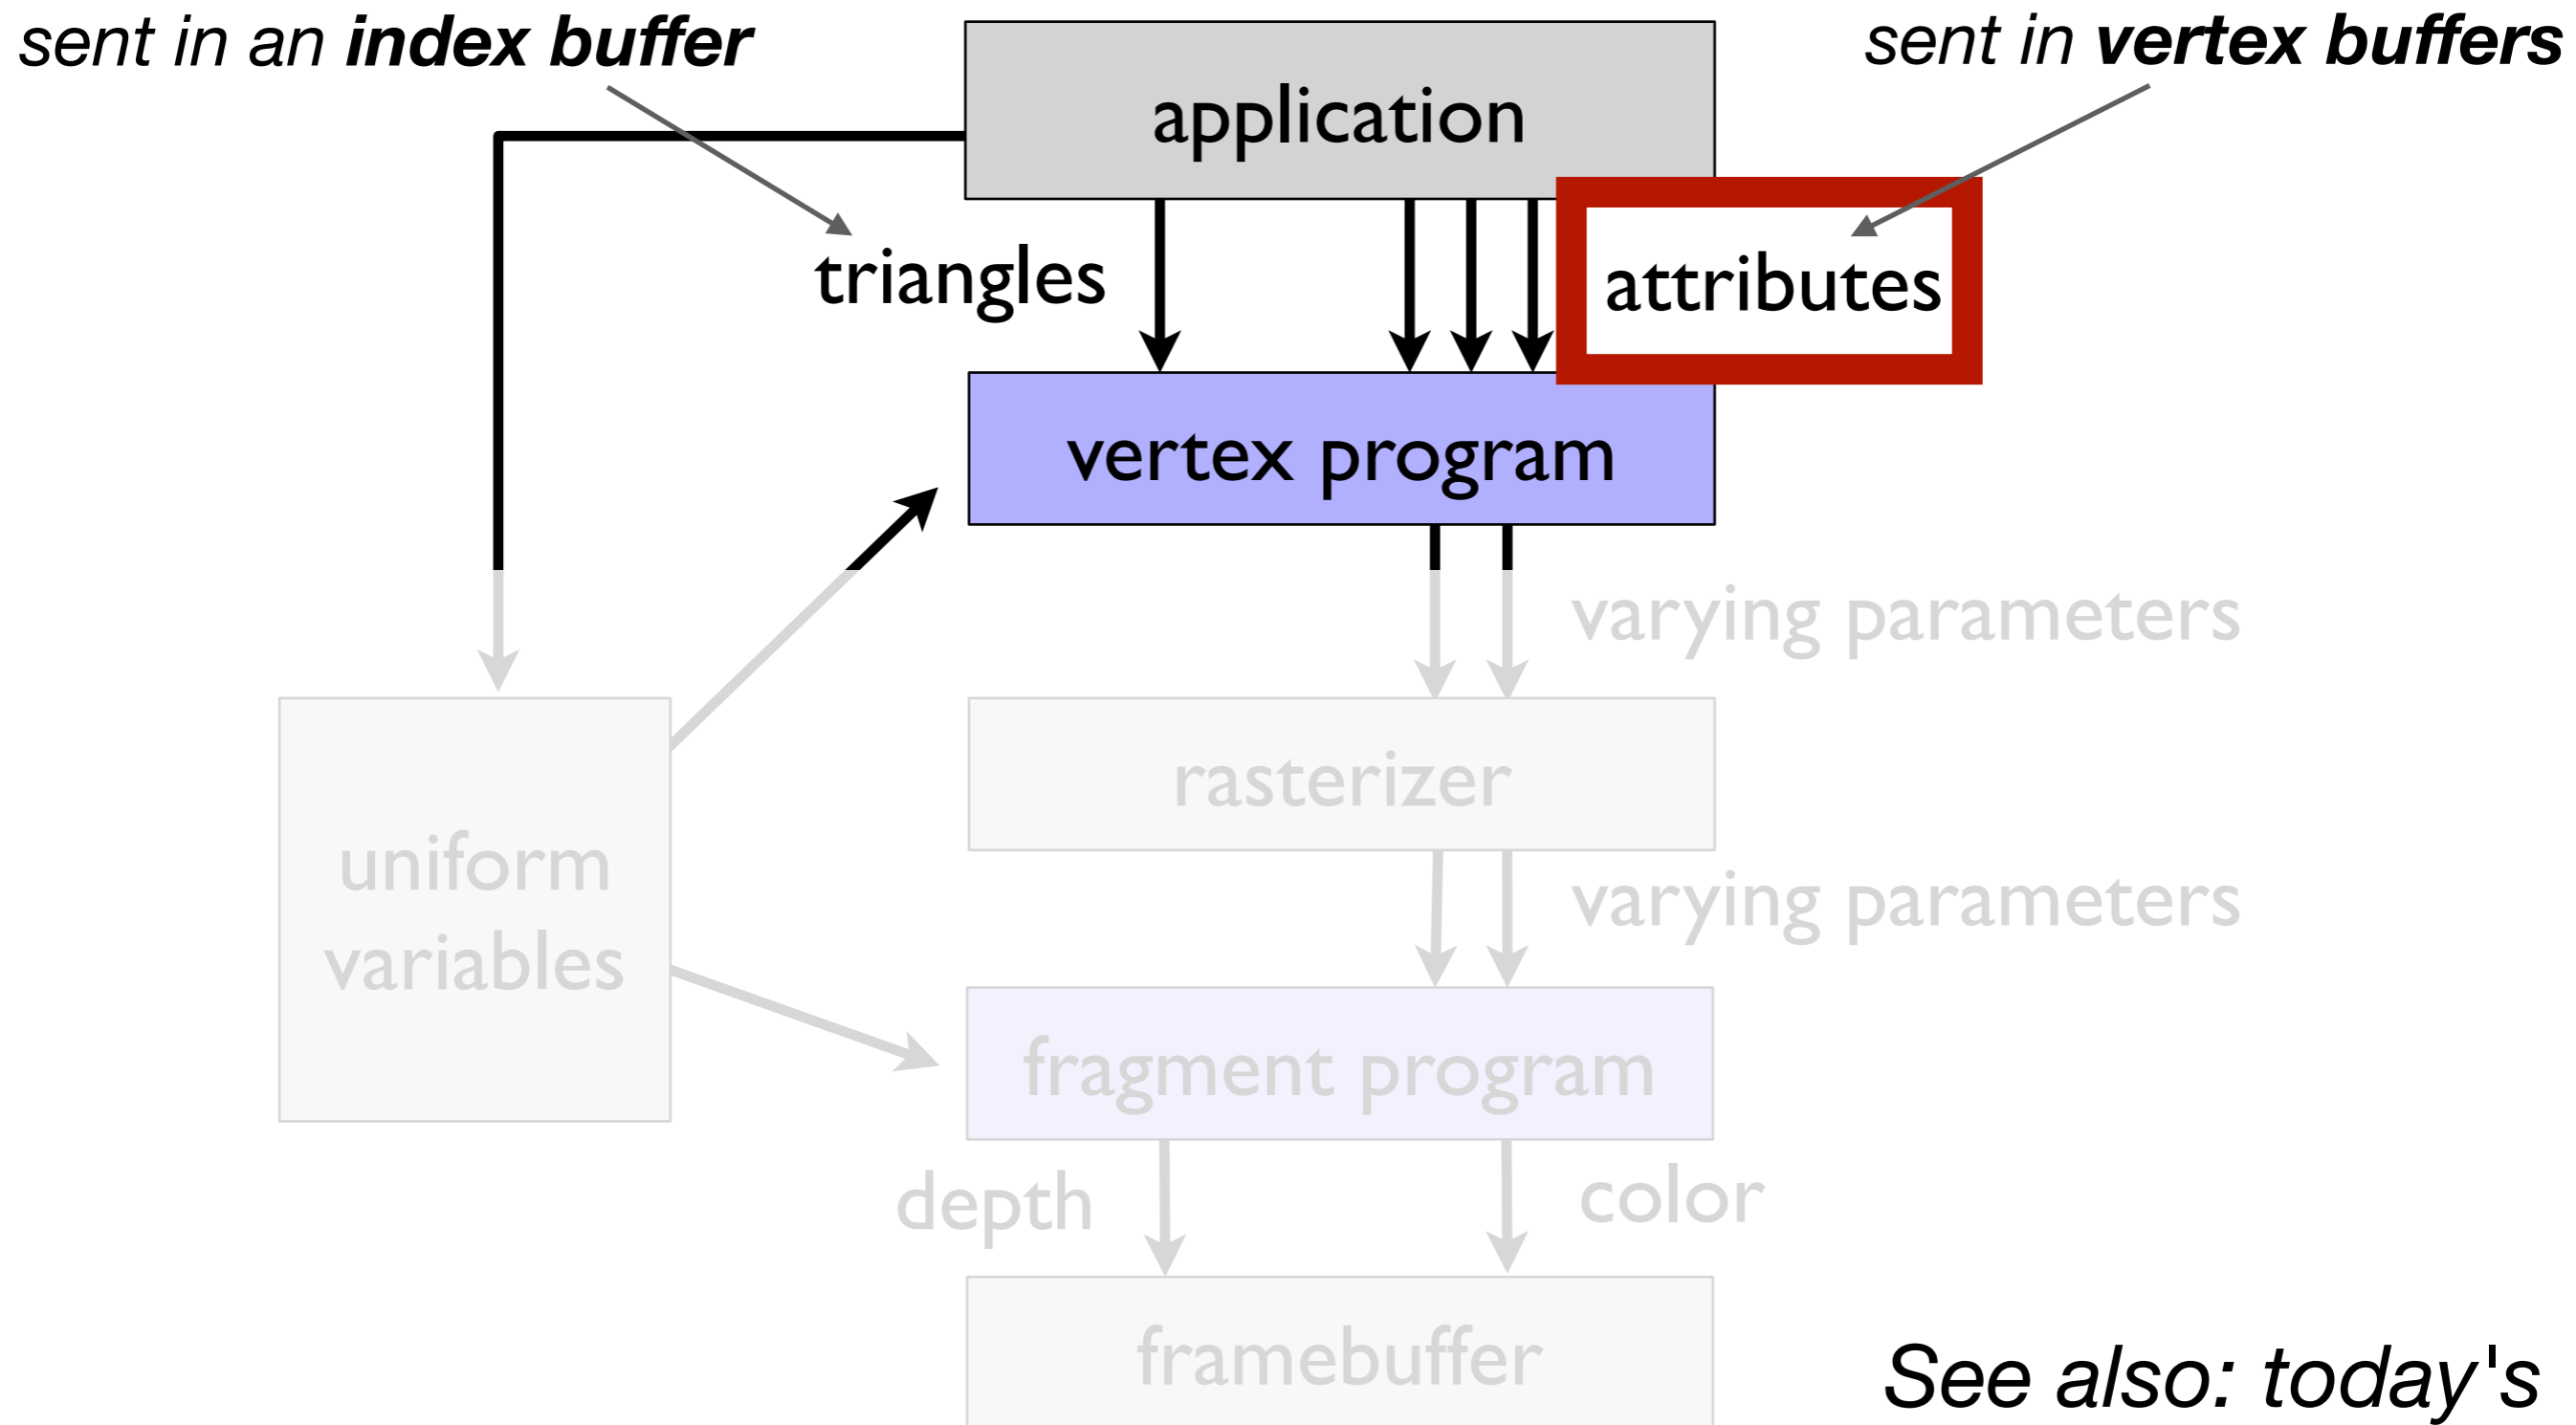 sent in an index buffer
sent in vertex buffers
application
triangles
attributes
vertex program
varying parameters
rasterizer
uniform
variables
varying parameters
fragment program
depth
color
framebuffer
See also: today's